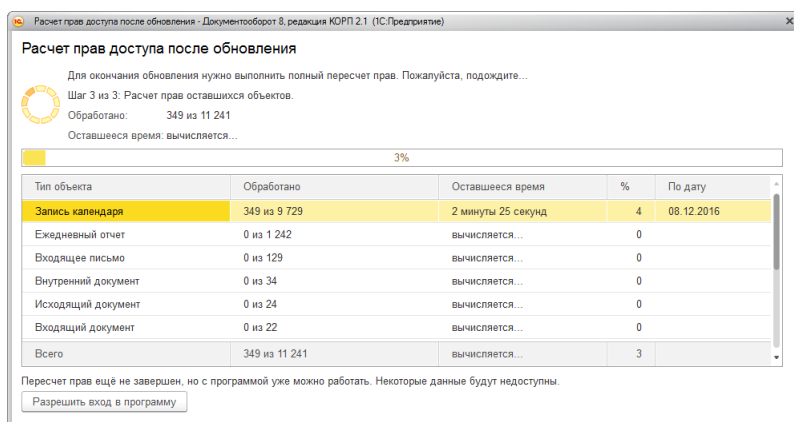 Расчет прав доступа после обновления - Документооборот 8, редакция КОРП 2.1 (1С:Предприятие)
Расчет прав доступа после обновления
Для окончания обновления нужно выполнить полный пересчет прав. Пожалуйста, подождите...
Шаг 3 из 3: Расчет прав оставшихся объектов.
Обработано: 349 из 11 241
Оставшееся время: вычисляется...
3%
Тип объекта Обработано Оставшееся время % По дату
Запись календаря 349 из 9 729 2 минуты 25 секунд 4 08.12.2016
Ежедневный отчет 0 из 1 242 вычисляется... 0
Входящее письмо 0 из 129 вычисляется... 0
Внутренний документ 0 из 34 вычисляется... 0
Исходящий документ 0 из 24 вычисляется... 0
Входящий документ 0 из 22 вычисляется... 0
Всего 349 из 11 241 вычисляется... 3
Пересчет прав ещё не завершен, но с программой уже можно работать. Некоторые данные будут недоступны.
Разрешить вход в программу